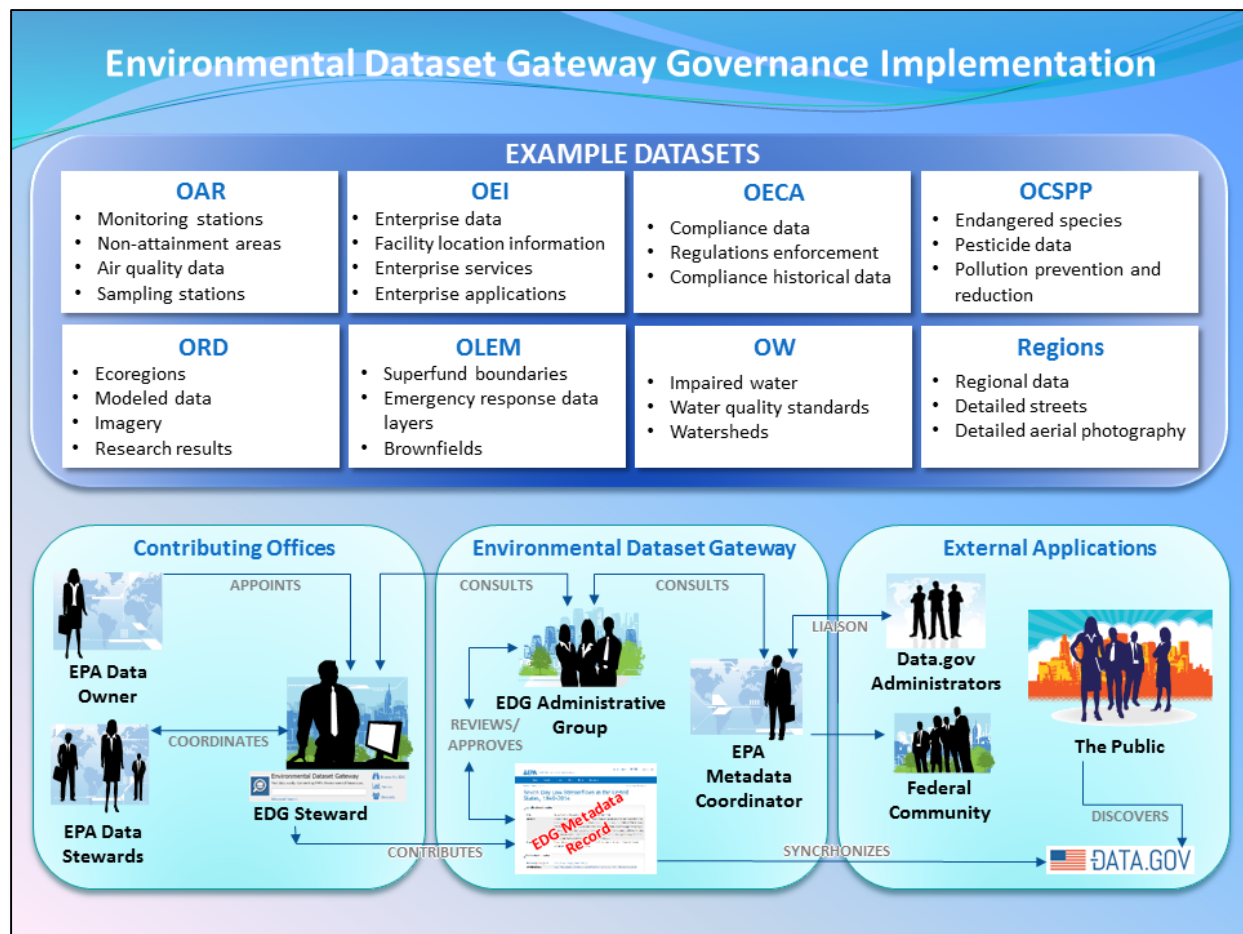 Environmental Dataset Gateway Governance Implementation
EXAMPLE DATASETS
OAR
• Monitoring stations
• Non-attainment areas
• Air quality data
• Sampling stations
OEI
• Enterprise data
• Facility location information
• Enterprise services
• Enterprise applications
OECA
• Compliance data
• Regulations enforcement
• Compliance historical data
OCSPP
• Endangered species
• Pesticide data
• Pollution prevention and
reduction
ORD
• Ecoregions
• Modeled data
• Imagery
• Research results
OLEM
• Superfund boundaries
• Emergency response data
layers
• Brownfields
OW
• Impaired water
• Water quality standards
• Watersheds
Regions
• Regional data
• Detailed streets
• Detailed aerial photography
Contributing Offices
APPOINTS
EPA Data
Owner
COORDINATES
EPA Data
Stewards
Environmental Dataset Gateway
EDG Steward
CONTRIBUTES
Environmental Dataset Gateway
CONSULTS
CONSULTS
EDG Administrative
Group
REVIEWS/
APPROVES
EPA
Metadata
Coordinator
EDG Metadata
Record
External Applications
LIAISON
Data.gov
Administrators
Federal
Community
The Public
DISCOVERS
SYNCRHONIZES
DATA.GOV